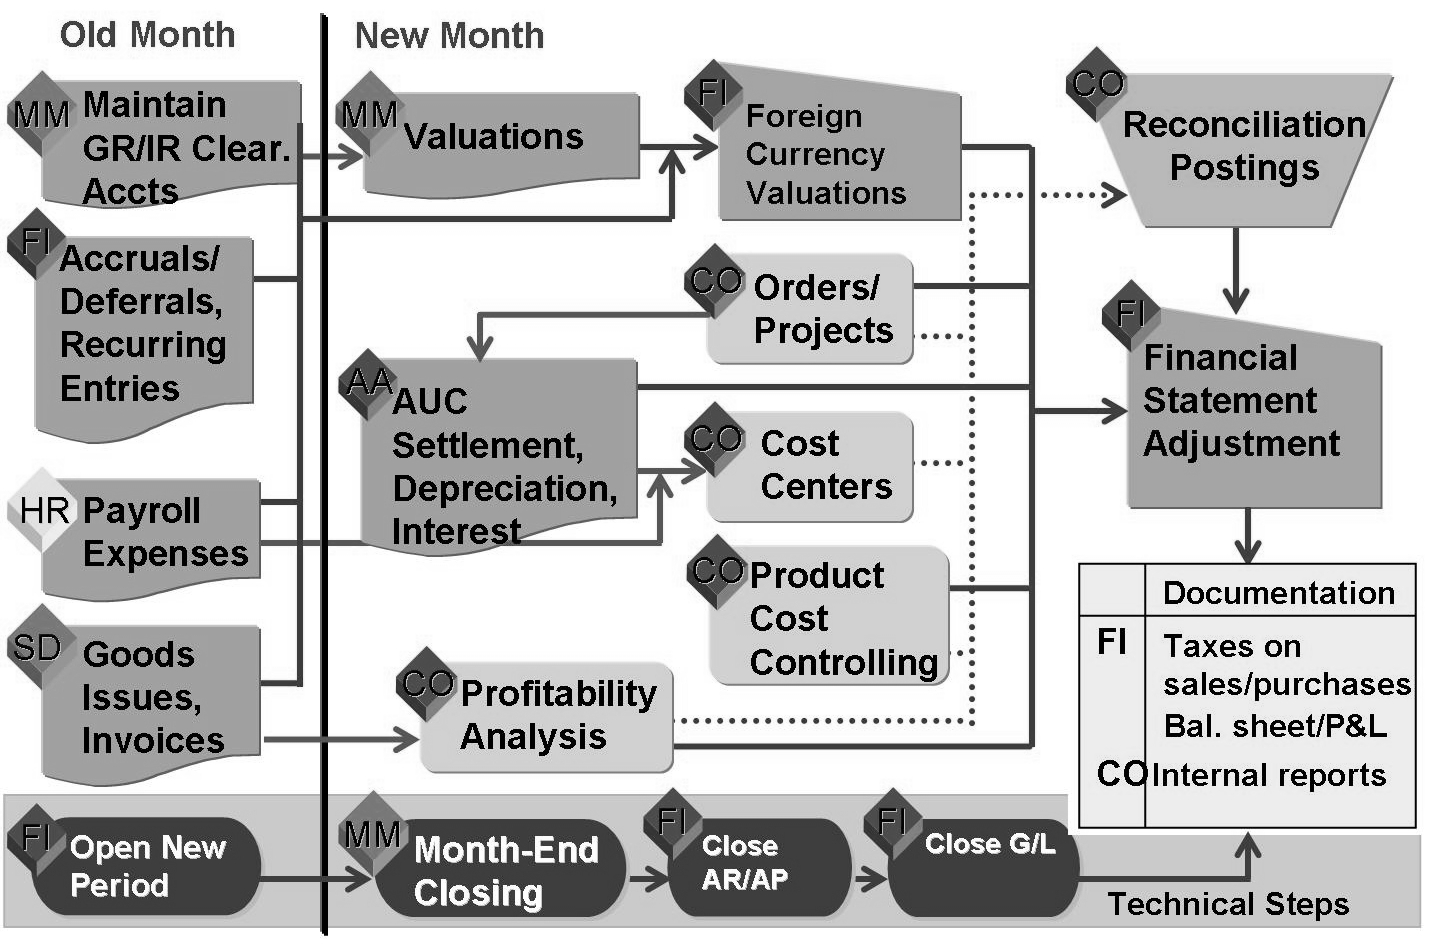 Old Month
New Month
MM
Maintain
GR/IR Clear.
Accts
MM
Valuations
FI
Foreign
Currency
Valuations
CO
Reconciliation
Postings
FI
Accruals/
Deferrals,
Recurring
Entries
CO
Orders/
Projects
FI
Financial
Statement
Adjustment
AA
AUC
Settlement,
Depreciation,
Interest
CO
Cost
Centers
HR
Payroll
Expenses
CO
Product
Cost
Controlling
SD
Goods
Issues,
Invoices
CO
Profitability
Analysis
Documentation
FI
Taxes on
sales/purchases
Bal. sheet/P&L
CO Internal reports
FI
Open New
Period
MM
Month-End
Closing
FI
Close
AR/AP
FI
Close G/L
Technical Steps